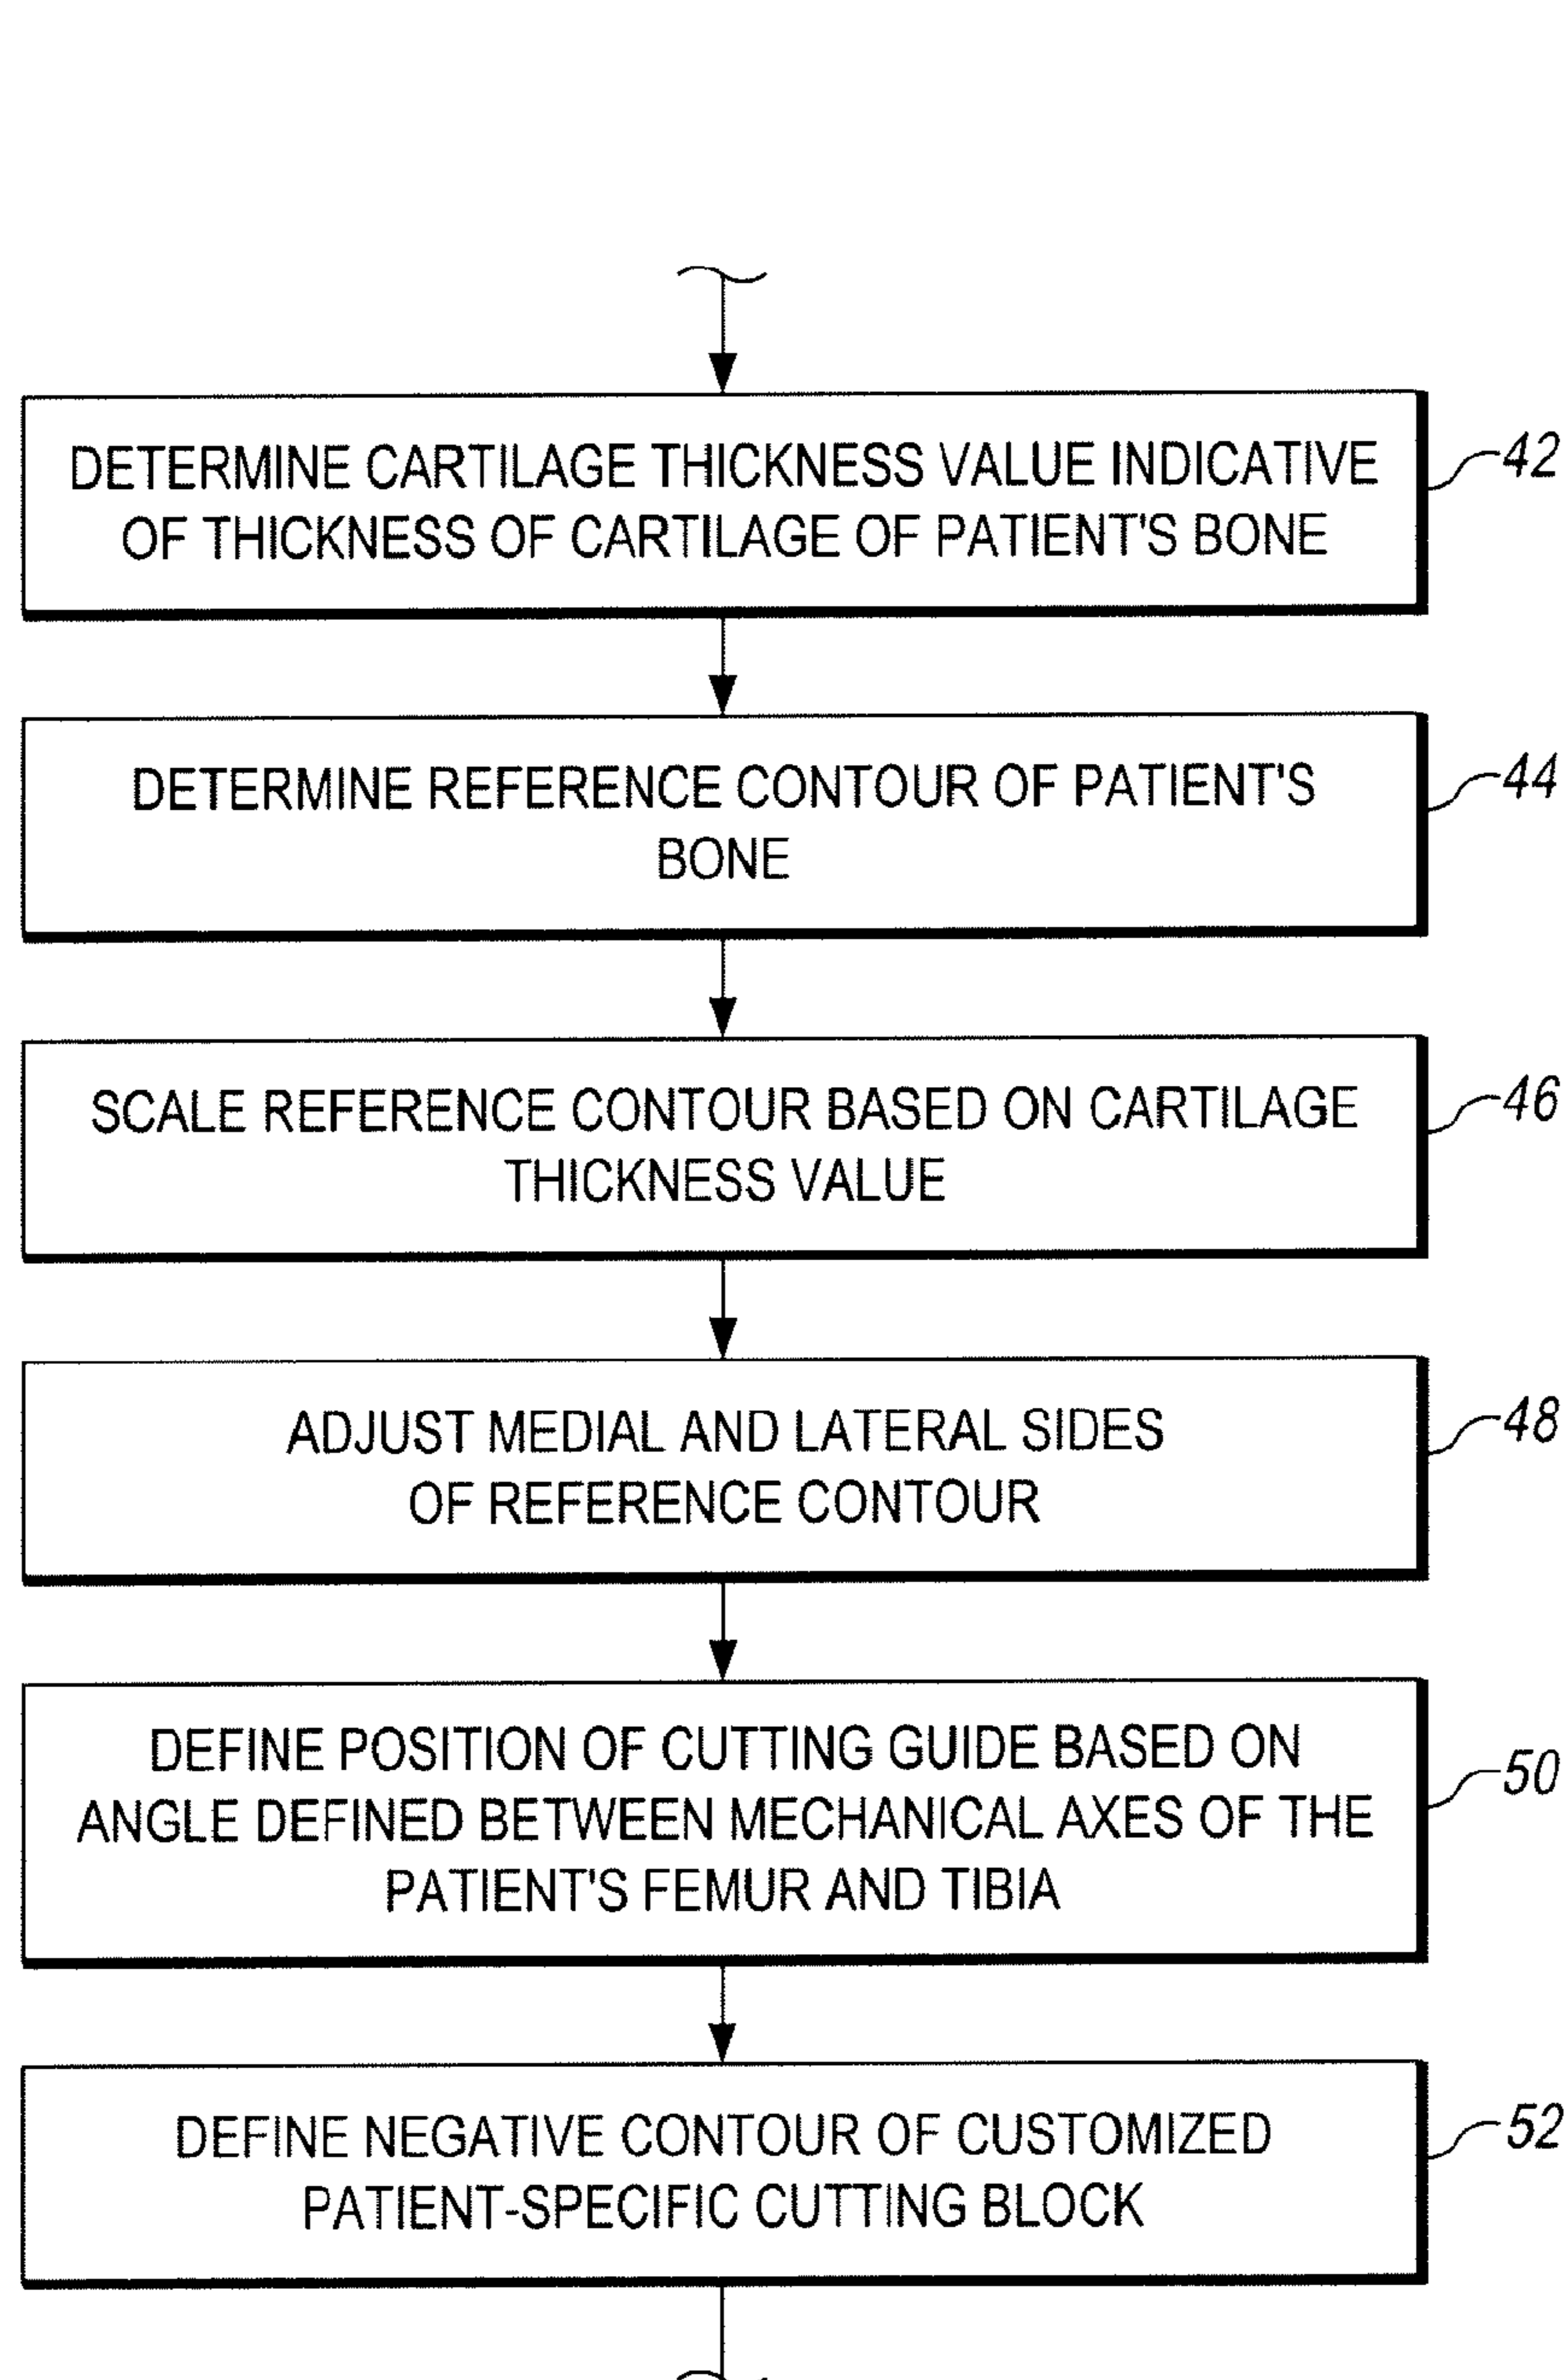 DETERMINE CARTILAGE THICKNESS VALUE INDICATIVE
OF THICKNESS OF CARTILAGE OF PATIENT'S BONE
42
DETERMINE REFERENCE CONTOUR OF PATIENT'S
BONE
44
SCALE REFERENCE CONTOUR BASED ON CARTILAGE
THICKNESS VALUE
46
ADJUST MEDIAL AND LATERAL SIDES
OF REFERENCE CONTOUR
48
DEFINE POSITION OF CUTTING GUIDE BASED ON
ANGLE DEFINED BETWEEN MECHANICAL AXES OF THE
PATIENT'S FEMUR AND TIBIA
50
DEFINE NEGATIVE CONTOUR OF CUSTOMIZED
PATIENT-SPECIFIC CUTTING BLOCK
52